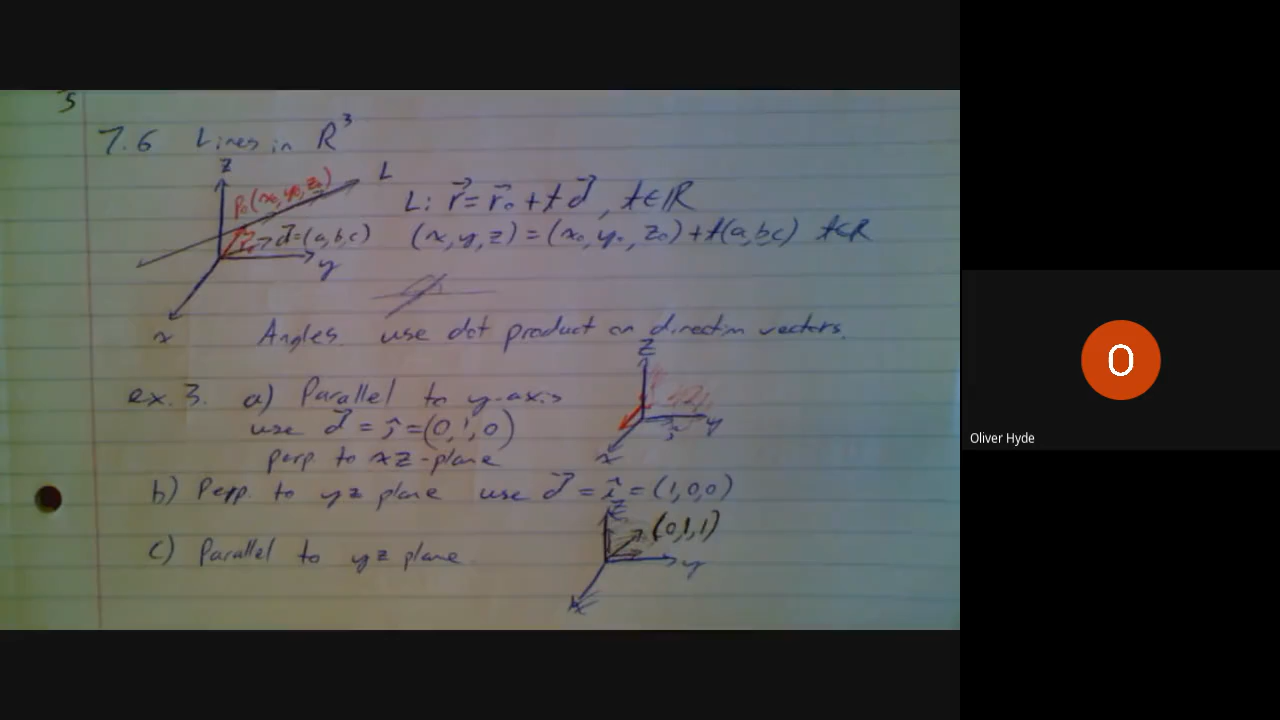 5
7.6 Lines in R³
z
L
P₀(x₀,y₀,z₀)
L: r⃗ = r⃗₀ + t d⃗ , t∈ℝ
d⃗=(a,b,c)
(x,y,z) = (x₀,y₀,z₀)+t(a,b,c) t∈ℝ
y
x
Angles. use dot product on direction vectors.
z
ex. 3. a) Parallel to y-axis
use d⃗ = ĵ = (0,1,0)
ĵ y
perp. to xz-plane
x
b) Perp. to yz plane use d⃗ = î = (1,0,0)
z
(0,1,1)
c) Parallel to yz plane
y
x
O
Oliver Hyde